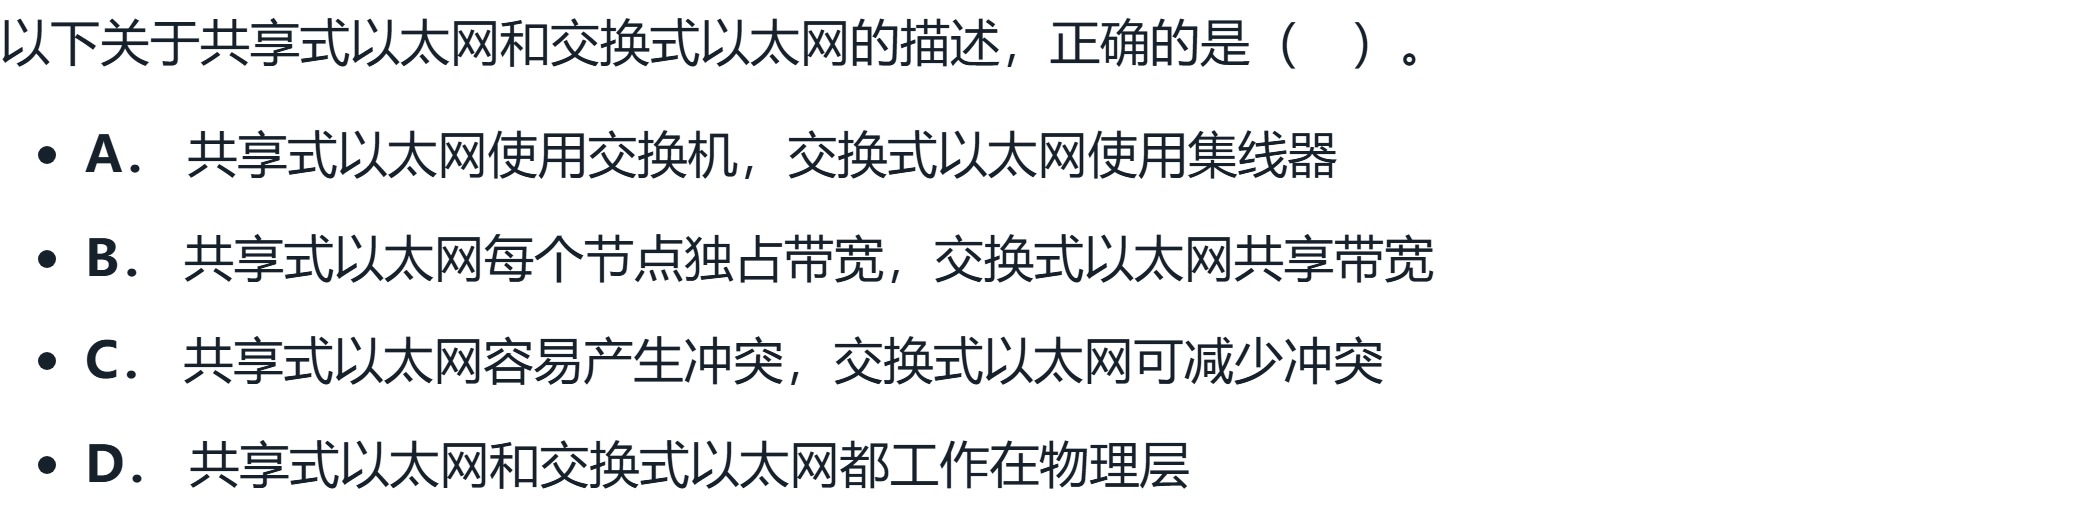 以下关于共享式以太网和交换式以太网的描述，正确的是（　）。
• A. 共享式以太网使用交换机，交换式以太网使用集线器
• B. 共享式以太网每个节点独占带宽，交换式以太网共享带宽
• C. 共享式以太网容易产生冲突，交换式以太网可减少冲突
• D. 共享式以太网和交换式以太网都工作在物理层